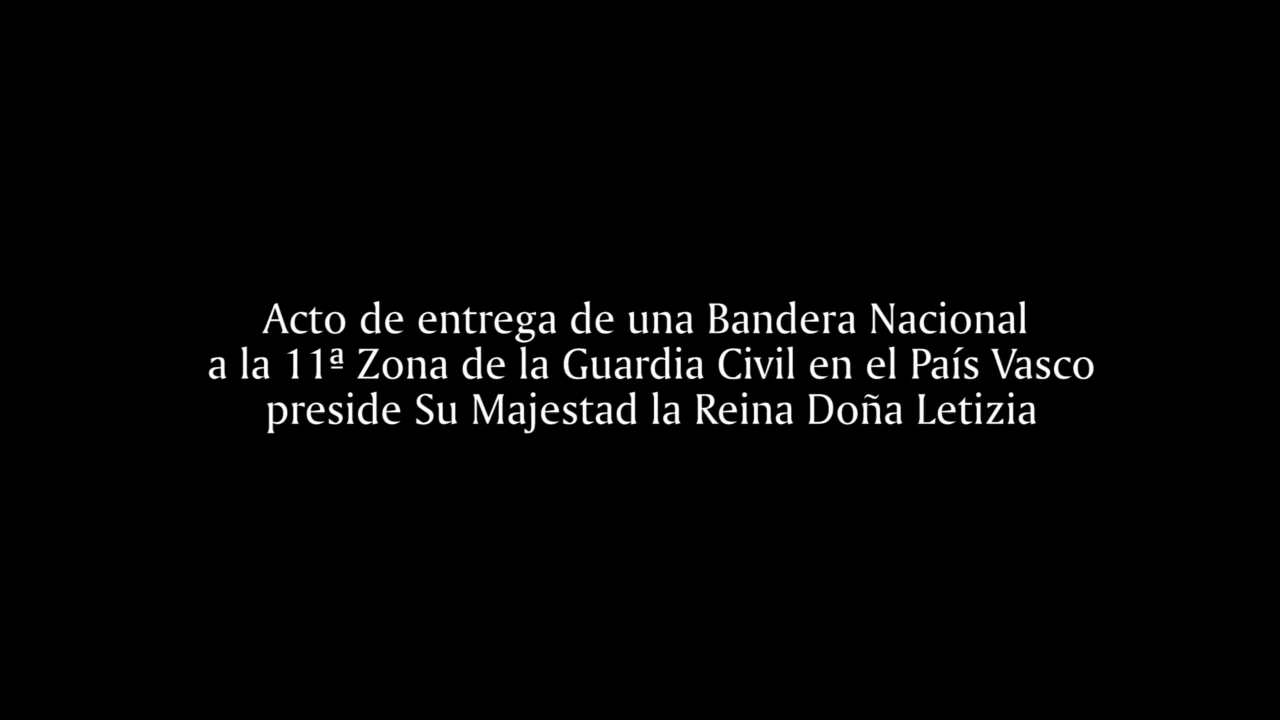 Acto de entrega de una Bandera Nacional
a la 11ª Zona de la Guardia Civil en el País Vasco
preside Su Majestad la Reina Doña Letizia